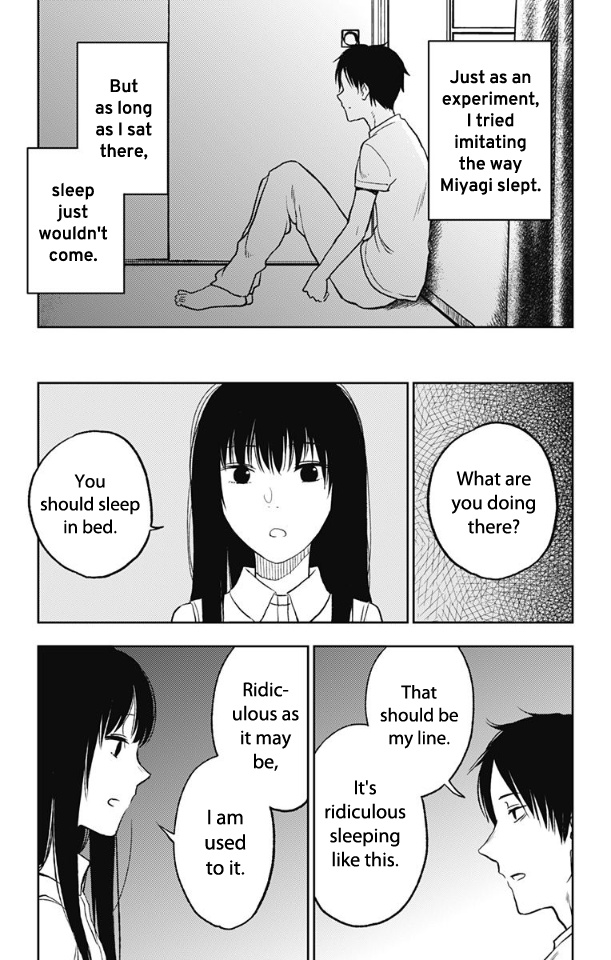 Just as an
experiment,
I tried
imitating
the way
Miyagi slept.
But
as long
as I sat
there,
sleep
just
wouldn't
come.
What are
you doing
there?
You
should sleep
in bed.
That
should be
my line.
It's
ridiculous
sleeping
like this.
Ridic-
ulous as
it may
be,
I am
used
to it.